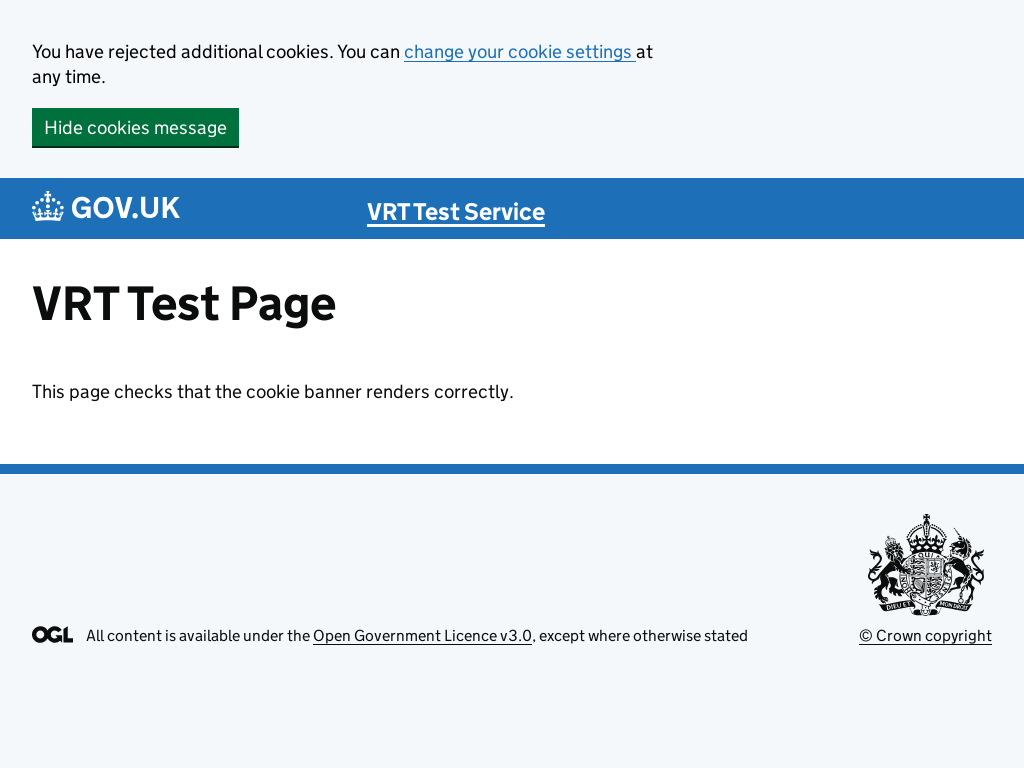 You have rejected additional cookies. You can change your cookie settings at
any time.
Hide cookies message
GOV.UK
VRT Test Service
VRT Test Page
This page checks that the cookie banner renders correctly.
DIEU ET MON DROIT
OGL All content is available under the Open Government Licence v3.0, except where otherwise stated
© Crown copyright